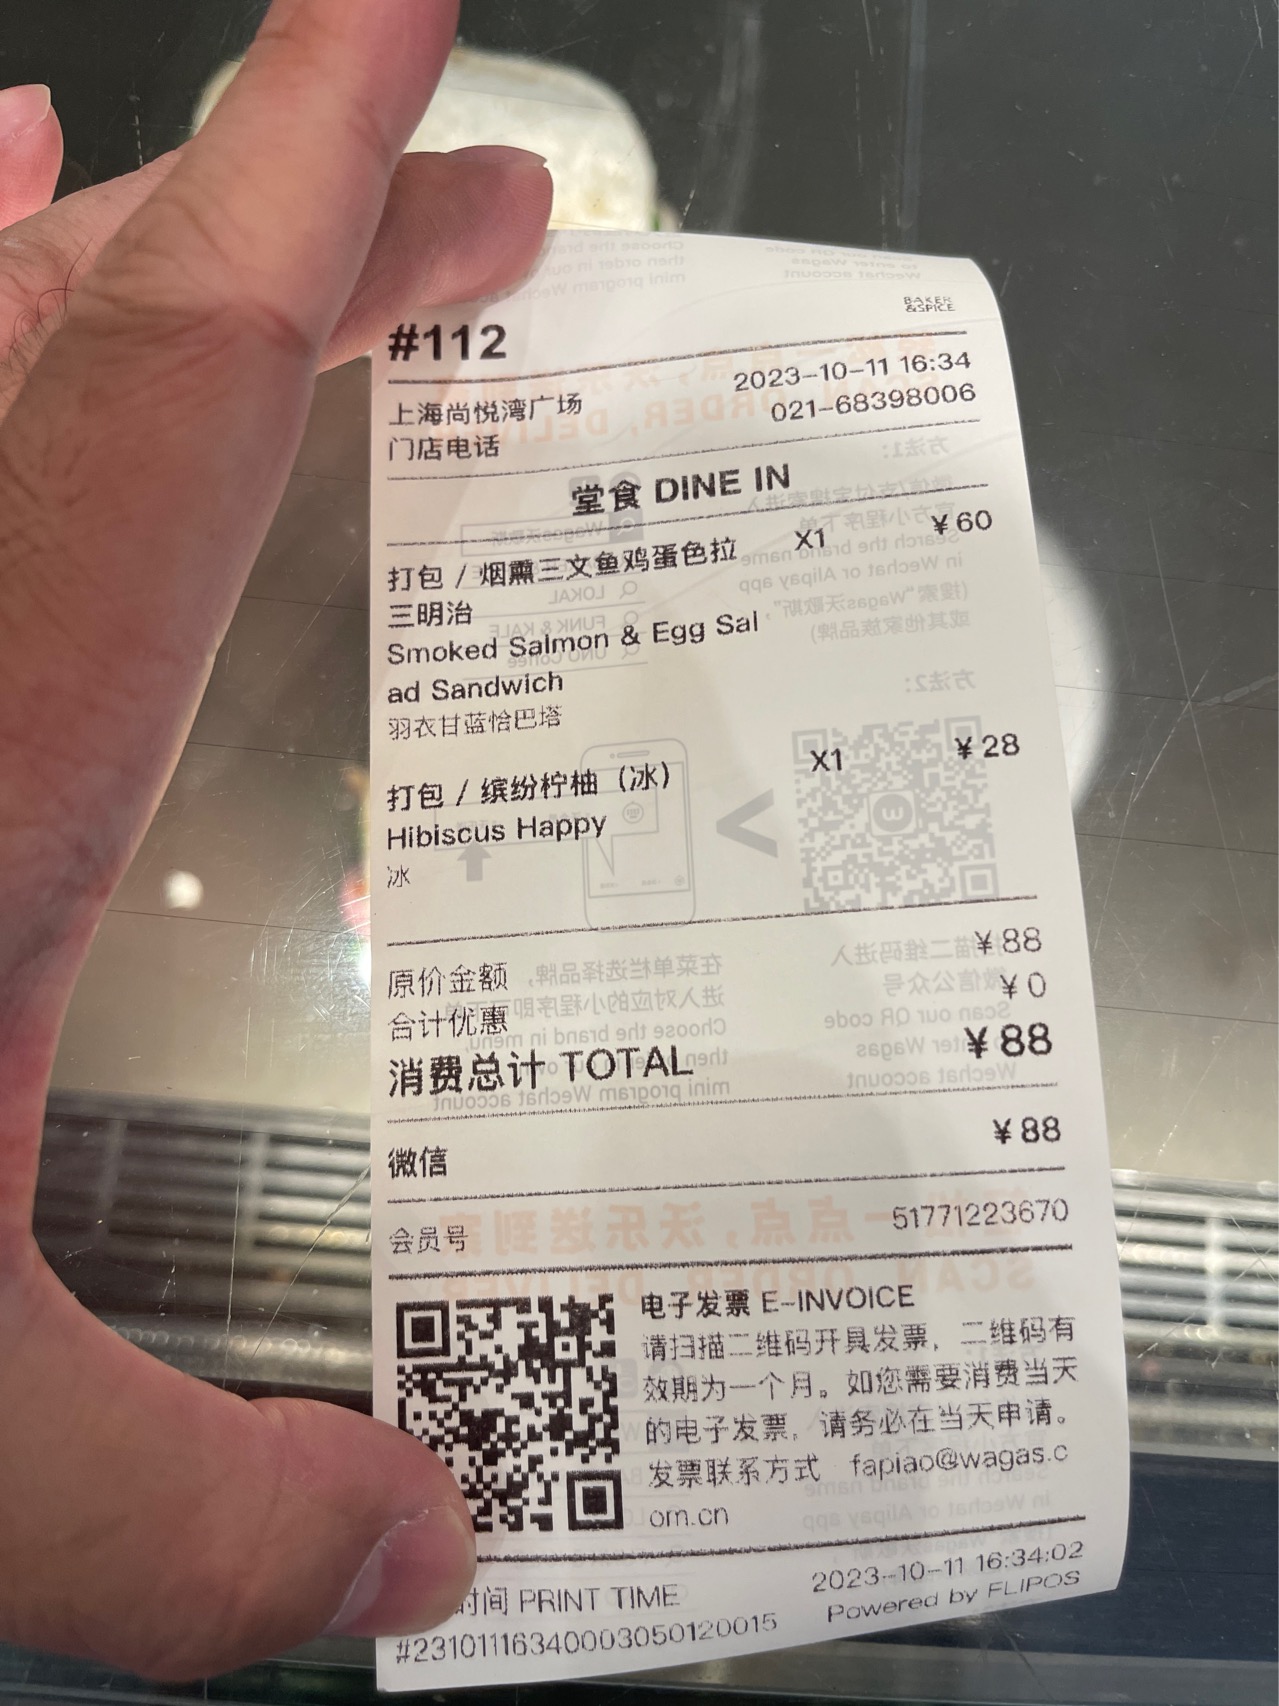 BAKER
&SPICE
#112
2023-10-11 16:34
上海尚悦湾广场
021-68398006
门店电话
堂食 DINE IN
打包 / 烟熏三文鱼鸡蛋色拉 X1 ¥60
三明治
Smoked Salmon & Egg Sal
ad Sandwich
羽衣甘蓝恰巴塔
打包 / 缤纷柠柚（冰） X1 ¥28
Hibiscus Happy
冰
原价金额 ¥88
合计优惠 ¥0
消费总计 TOTAL ¥88
微信 ¥88
会员号 51771223670
电子发票 E-INVOICE
请扫描二维码开具发票，二维码有
效期为一个月。如您需要消费当天
的电子发票，请务必在当天申请。
发票联系方式 fapiao@wagas.c
om.cn
时间 PRINT TIME 2023-10-11 16:34:02
#23101116340003050120015 Powered by FLIPOS